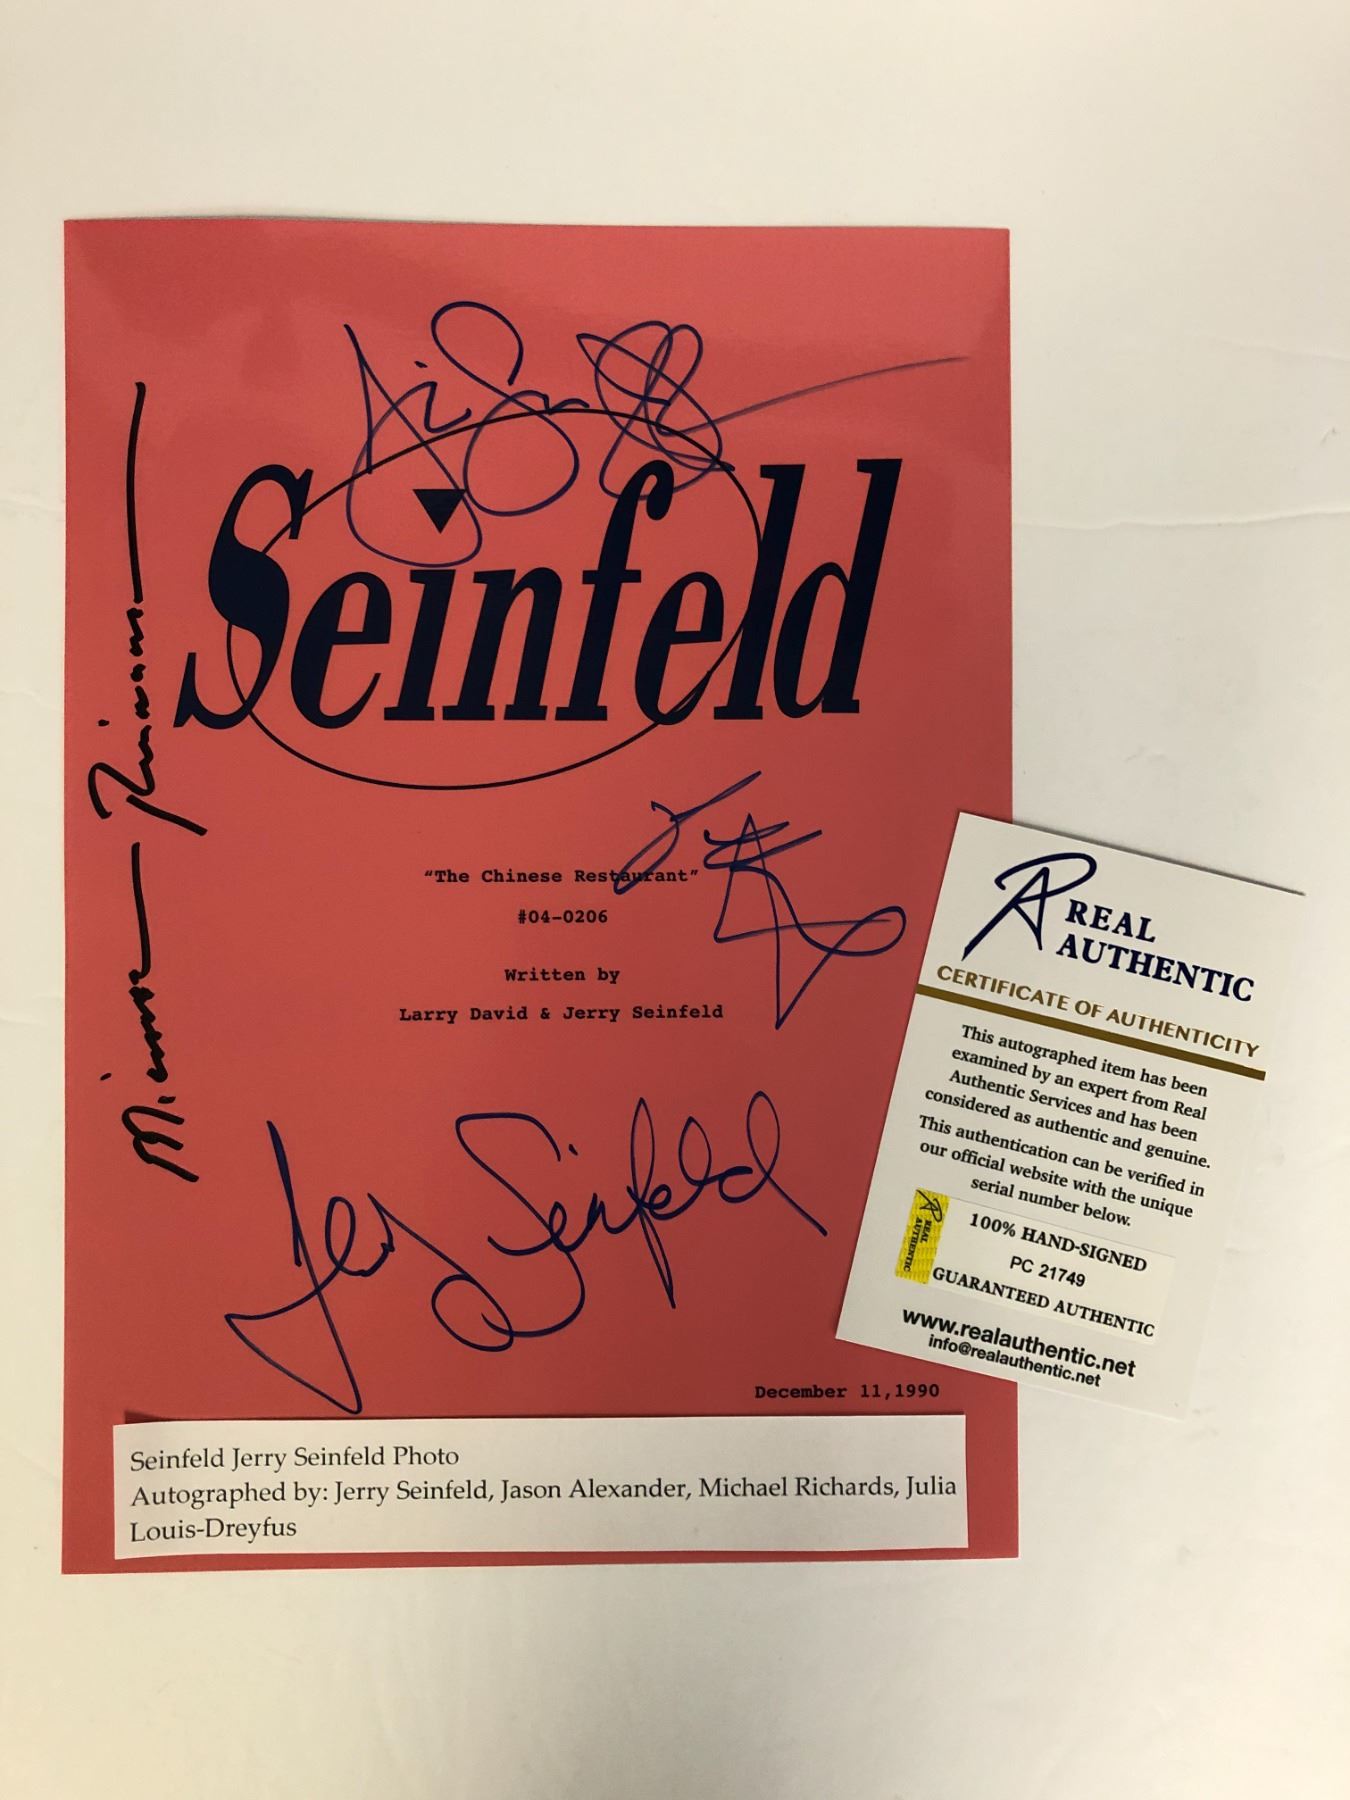 Seinfeld
"The Chinese Restaurant"
#04-0206
Written by
Larry David & Jerry Seinfeld
Jerry Seinfeld
December 11,1990
Seinfeld Jerry Seinfeld Photo
Autographed by: Jerry Seinfeld, Jason Alexander, Michael Richards, Julia
Louis-Dreyfus
REAL
AUTHENTIC
CERTIFICATE OF AUTHENTICITY
This autographed item has been
examined by an expert from Real
Authentic Services and has been
considered as authentic and genuine.
This authentication can be verified in
our official website with the unique
serial number below.
REAL
AUTHENTIC
100% HAND-SIGNED
PC 21749
GUARANTEED AUTHENTIC
www.realauthentic.net
info@realauthentic.net